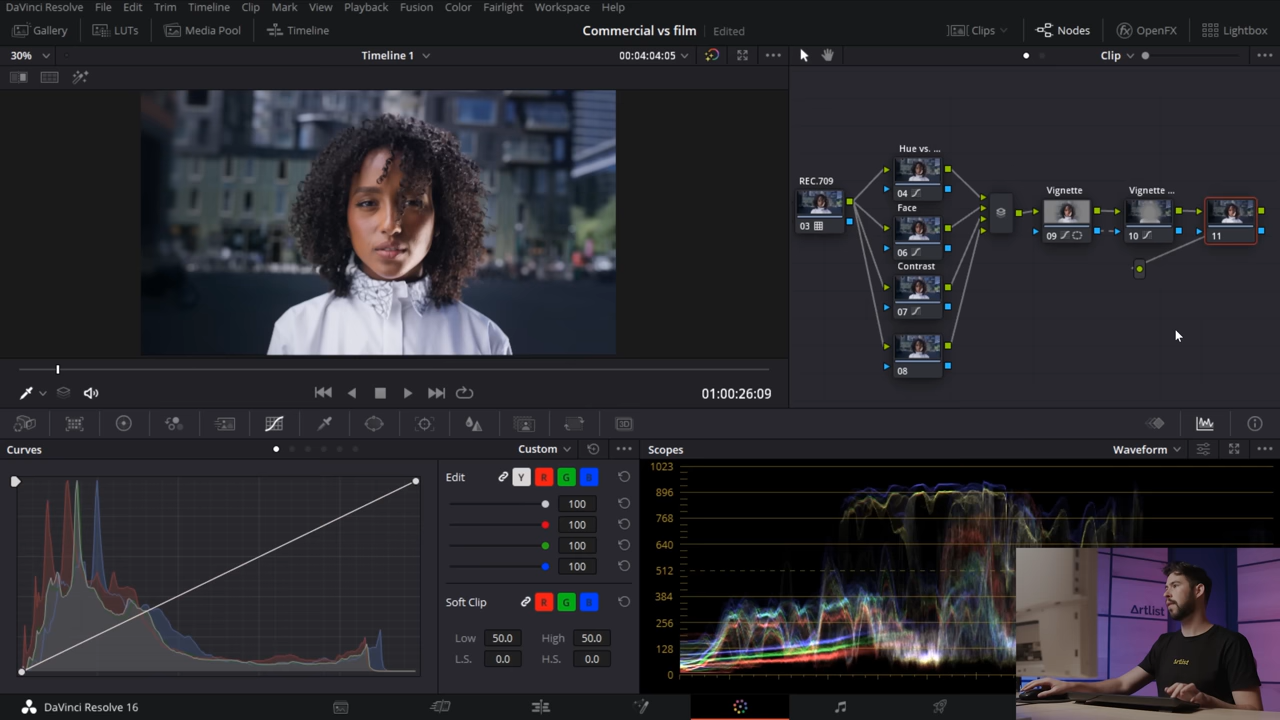 DaVinci Resolve File Edit Trim Timeline Clip Mark View Playback Fusion Color Fairlight Workspace Help
Gallery LUTs Media Pool Timeline Commercial vs film Edited Clips Nodes OpenFX Lightbox
30% Timeline 1 00:04:04:05 Clip
Hue vs. ...
REC.709
04
Vignette
Vignette ...
03
Face
09
10
11
06
Contrast
07
08
01:00:26:09
Curves Custom Scopes Waveform
Edit Y R G B
100
100
100
100
Soft Clip R G B
Low 50.0 High 50.0
L.S. 0.0 H.S. 0.0
1023
896
768
640
512
384
256
128
0
Artlist
Artlist
DaVinci Resolve 16